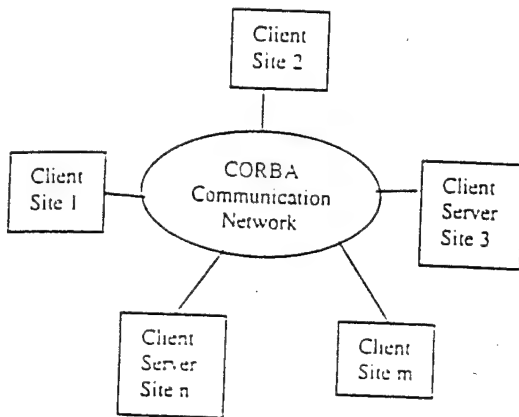 Client
Site 2
CORBA
Communication
Network
Client
Site 1
Client
Server
Site 3
Client
Server
Site n
Client
Site m